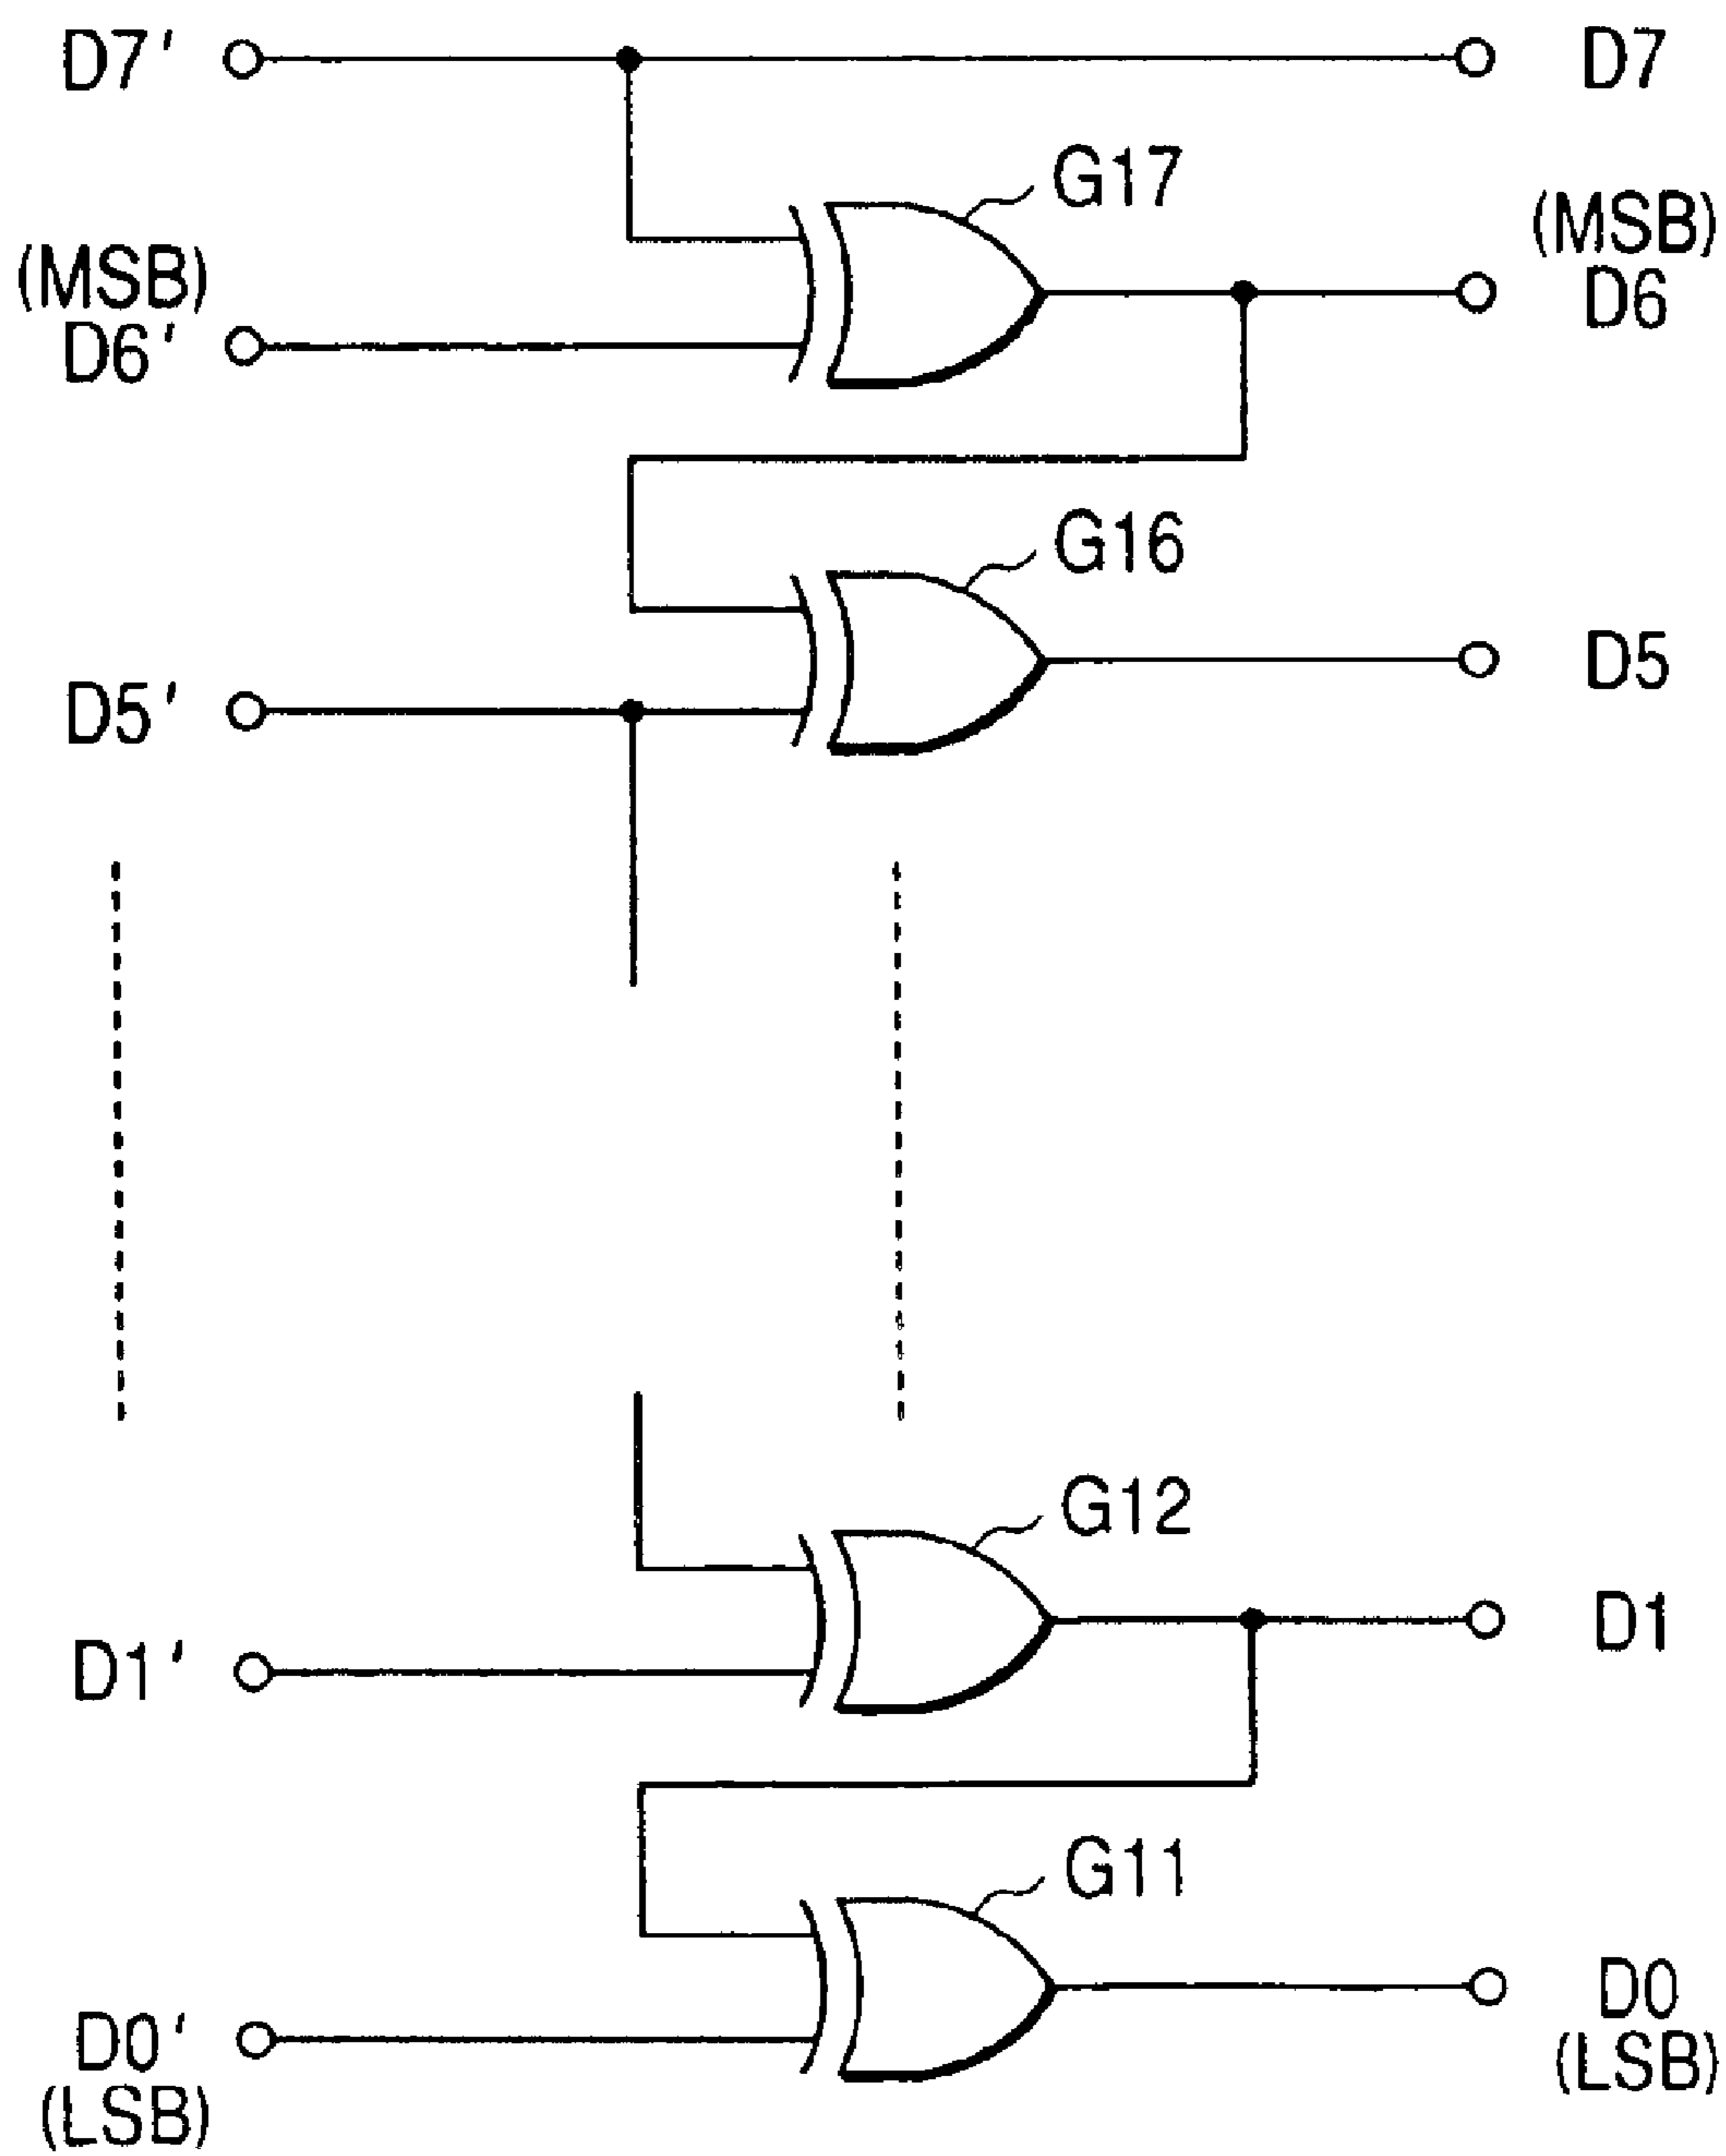 D7' D7
G17
(MSB) (MSB)
D6' D6
G16
D5' D5
G12
D1' D1
G11
D0' D0
(LSB) (LSB)